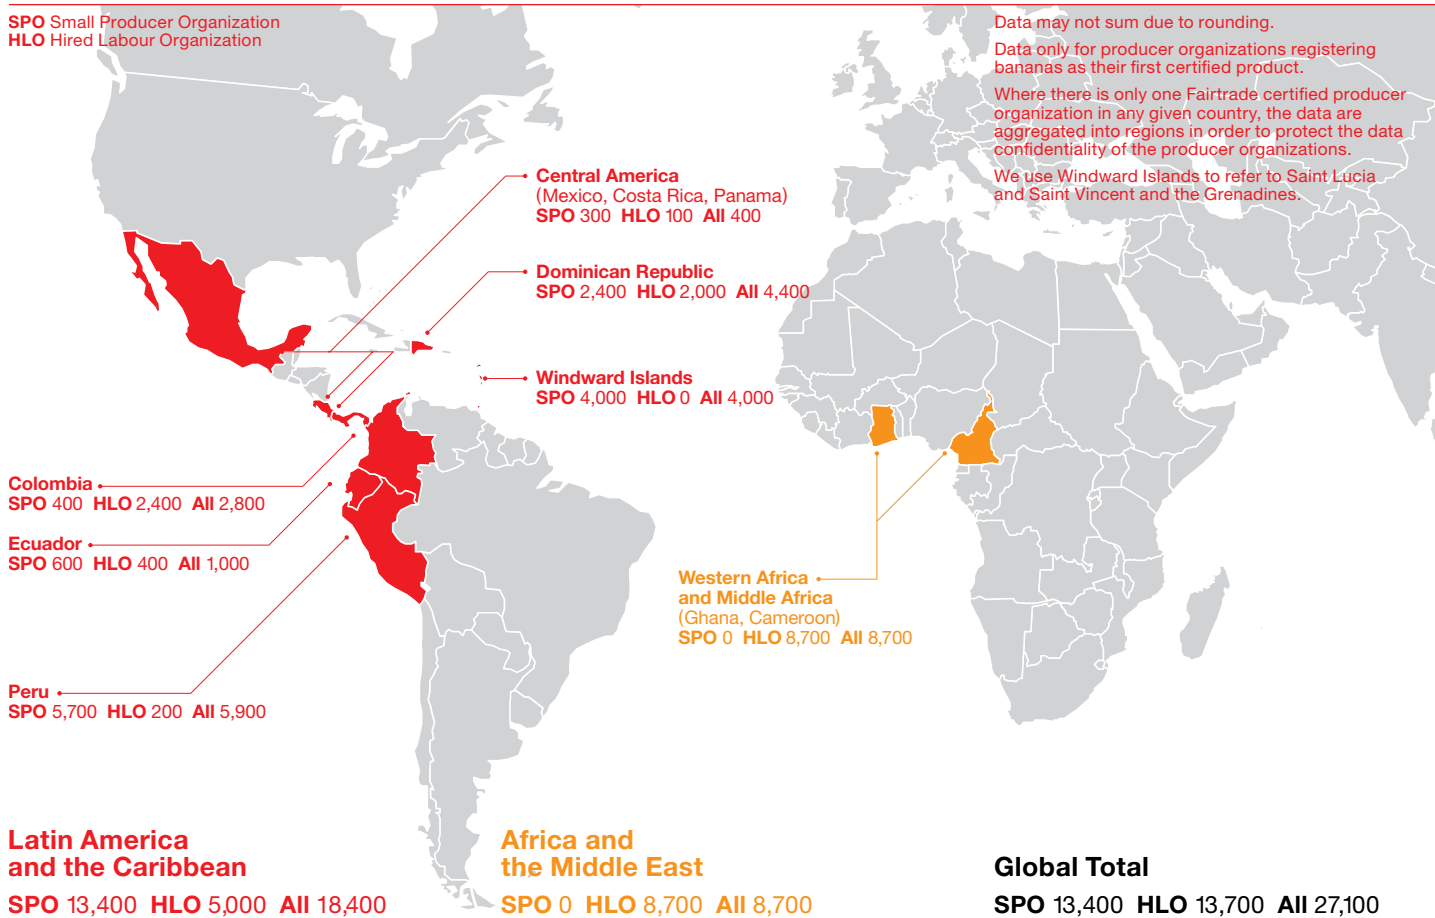 SPO Small Producer Organization
HLO Hired Labour Organization
Data may not sum due to rounding.
Data only for producer organizations registering
bananas as their first certified product.
Where there is only one Fairtrade certified producer
organization in any given country, the data are
aggregated into regions in order to protect the data
confidentiality of the producer organizations.
We use Windward Islands to refer to Saint Lucia
and Saint Vincent and the Grenadines.
Central America
(Mexico, Costa Rica, Panama)
SPO 300 HLO 100 All 400
Dominican Republic
SPO 2,400 HLO 2,000 All 4,400
Windward Islands
SPO 4,000 HLO 0 All 4,000
Colombia
SPO 400 HLO 2,400 All 2,800
Ecuador
SPO 600 HLO 400 All 1,000
Western Africa
and Middle Africa
(Ghana, Cameroon)
SPO 0 HLO 8,700 All 8,700
Peru
SPO 5,700 HLO 200 All 5,900
Latin America
and the Caribbean
SPO 13,400 HLO 5,000 All 18,400
Africa and
the Middle East
SPO 0 HLO 8,700 All 8,700
Global Total
SPO 13,400 HLO 13,700 All 27,100